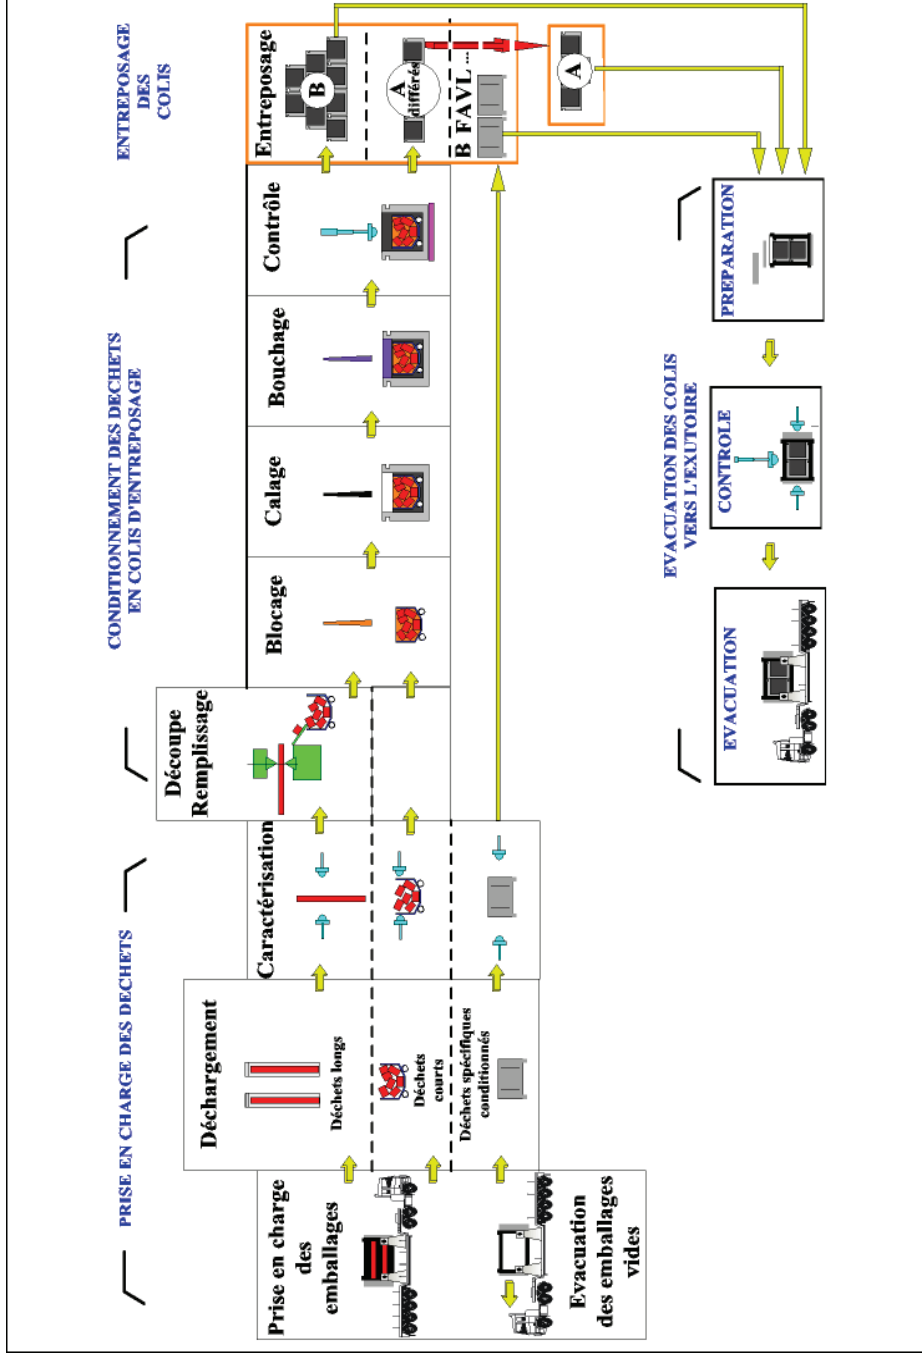 PRISE EN CHARGE DES DECHETS
CONDITIONNEMENT DES DECHETS
EN COLIS D'ENTREPOSAGE
ENTREPOSAGE
DES
COLIS
Prise en charge
des
emballages
Evacuation
des emballages
vides
Déchargement
Déchets longs
Déchets
courts
Déchets spécifiques
conditionnés
Caractérisation
Découpe
Remplissage
Blocage
Calage
Bouchage
Contrôle
Entreposage
B
A
différés
B FAVL ...
A
EVACUATION DES COLIS
VERS L'EXUTOIRE
EVACUATION
CONTROLE
PREPARATION